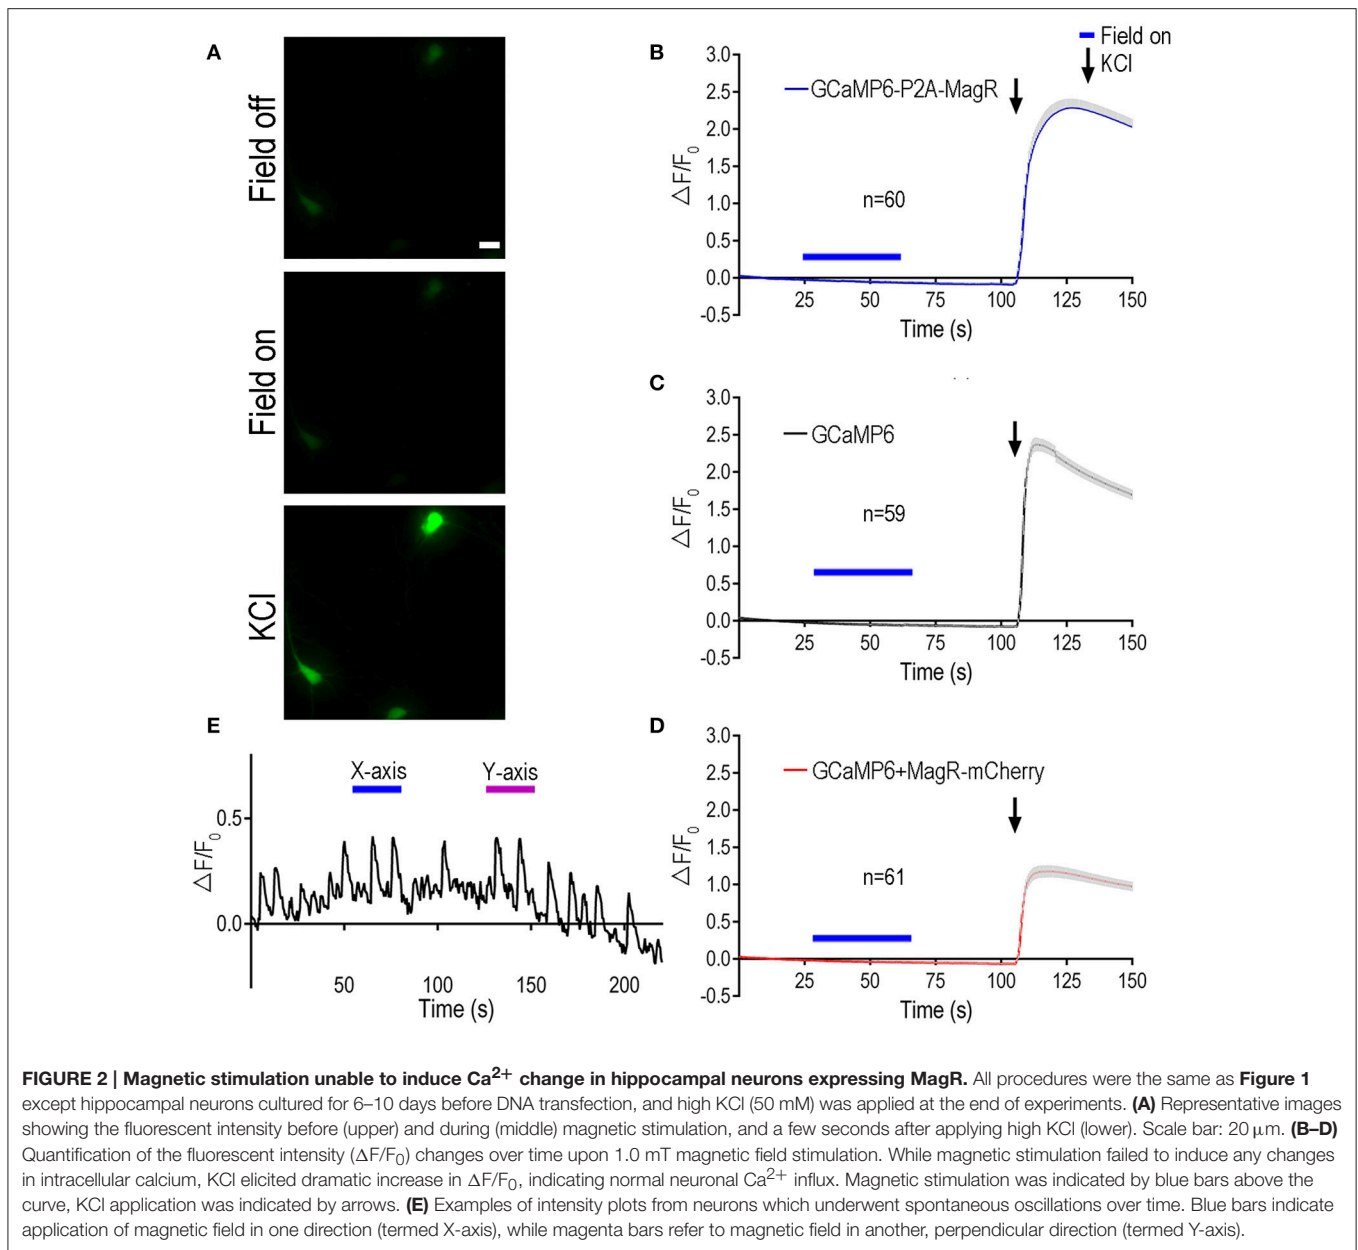 A
Field off
Field on
KCl
B
Field on
KCl
GCaMP6-P2A-MagR
n=60
3.0
2.5
2.0
1.5
1.0
0.5
0.0
-0.5
△F/F0
25 50 75 100 125 150
Time (s)
C
GCaMP6
n=59
3.0
2.5
2.0
1.5
1.0
0.5
0.0
-0.5
△F/F0
25 50 75 100 125 150
Time (s)
D
GCaMP6+MagR-mCherry
n=61
3.0
2.5
2.0
1.5
1.0
0.5
0.0
-0.5
△F/F0
25 50 75 100 125 150
Time (s)
E
X-axis Y-axis
0.5
0.0
△F/F0
50 100 150 200
Time (s)
FIGURE 2 | Magnetic stimulation unable to induce Ca2+ change in hippocampal neurons expressing MagR. All procedures were the same as Figure 1
except hippocampal neurons cultured for 6–10 days before DNA transfection, and high KCl (50 mM) was applied at the end of experiments. (A) Representative images
showing the fluorescent intensity before (upper) and during (middle) magnetic stimulation, and a few seconds after applying high KCl (lower). Scale bar: 20 μm. (B–D)
Quantification of the fluorescent intensity (ΔF/F0) changes over time upon 1.0 mT magnetic field stimulation. While magnetic stimulation failed to induce any changes
in intracellular calcium, KCl elicited dramatic increase in ΔF/F0, indicating normal neuronal Ca2+ influx. Magnetic stimulation was indicated by blue bars above the
curve, KCl application was indicated by arrows. (E) Examples of intensity plots from neurons which underwent spontaneous oscillations over time. Blue bars indicate
application of magnetic field in one direction (termed X-axis), while magenta bars refer to magnetic field in another, perpendicular direction (termed Y-axis).